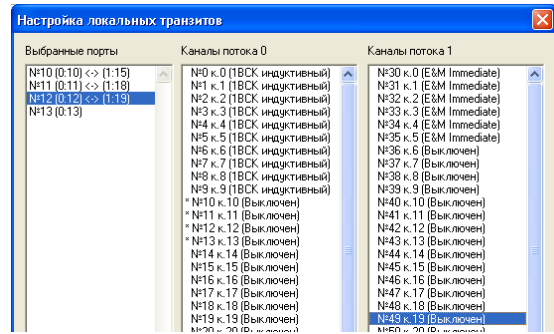 Настройка локальных транзитов
Выбранные порты
№10 (0:10) <-> (1:15)
№11 (0:11) <-> (1:18)
№12 (0:12) <-> (1:19)
№13 (0:13)
Каналы потока 0
№0 к.0 (1ВСК индуктивный)
№1 к.1 (1ВСК индуктивный)
№2 к.2 (1ВСК индуктивный)
№3 к.3 (1ВСК индуктивный)
№4 к.4 (1ВСК индуктивный)
№5 к.5 (1ВСК индуктивный)
№6 к.6 (1ВСК индуктивный)
№7 к.7 (1ВСК индуктивный)
№8 к.8 (1ВСК индуктивный)
№9 к.9 (1ВСК индуктивный)
* №10 к.10 (Выключен)
* №11 к.11 (Выключен)
* №12 к.12 (Выключен)
* №13 к.13 (Выключен)
№14 к.14 (Выключен)
№15 к.15 (Выключен)
№16 к.16 (Выключен)
№17 к.17 (Выключен)
№18 к.18 (Выключен)
№19 к.19 (Выключен)
№20 к.20 (Выключен)
Каналы потока 1
№30 к.0 (E&M Immediate)
№31 к.1 (E&M Immediate)
№32 к.2 (E&M Immediate)
№33 к.3 (E&M Immediate)
№34 к.4 (E&M Immediate)
№35 к.5 (E&M Immediate)
№36 к.6 (Выключен)
№37 к.7 (Выключен)
№38 к.8 (Выключен)
№39 к.9 (Выключен)
№40 к.10 (Выключен)
№41 к.11 (Выключен)
№42 к.12 (Выключен)
№43 к.13 (Выключен)
№44 к.14 (Выключен)
№45 к.15 (Выключен)
№46 к.16 (Выключен)
№47 к.17 (Выключен)
№48 к.18 (Выключен)
№49 к.19 (Выключен)
№50 к.20 (Выключен)